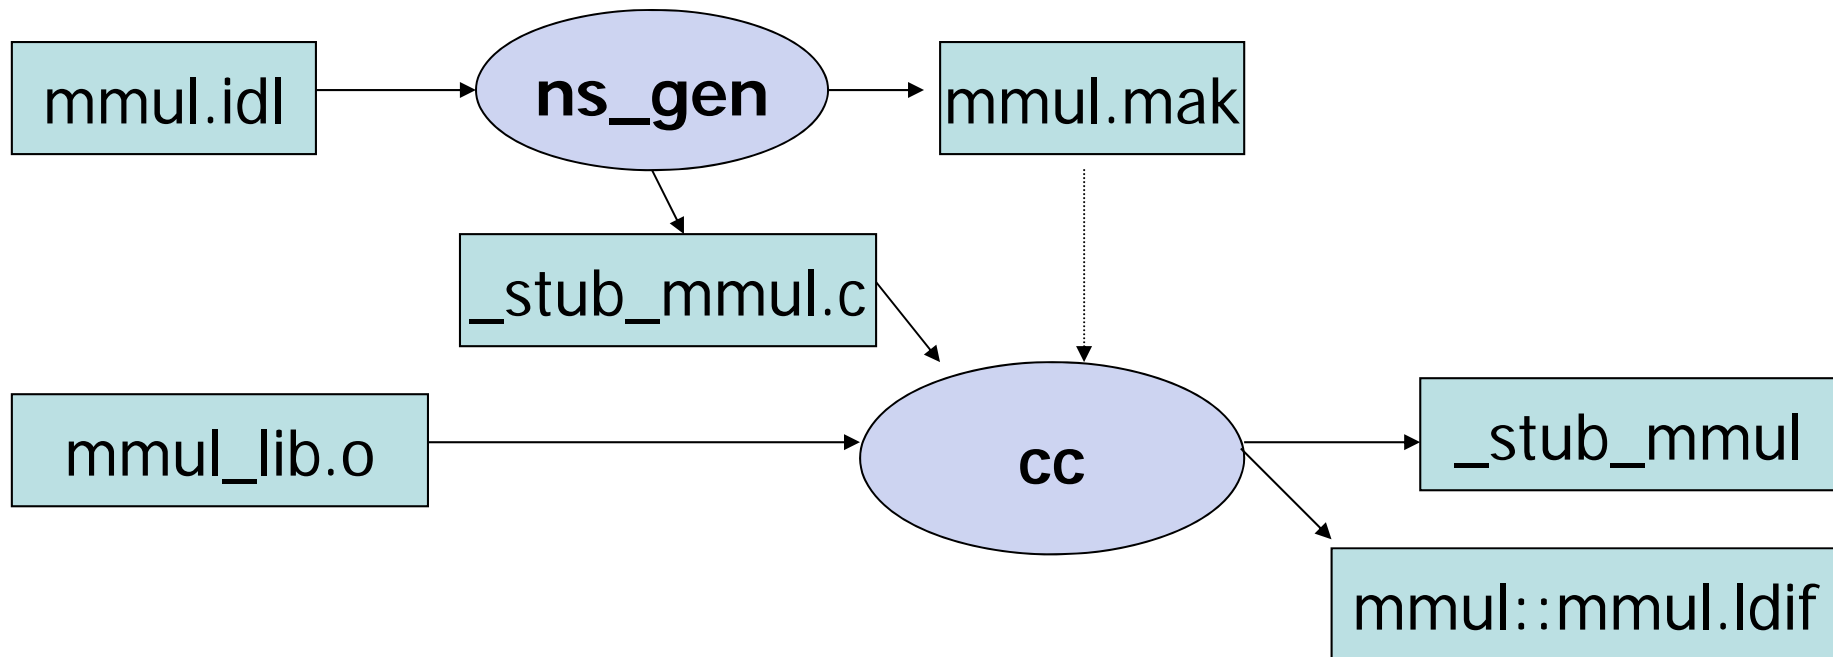 mmul.idl
ns_gen
mmul.mak
_stub_mmul.c
mmul_lib.o
cc
_stub_mmul
mmul::mmul.ldif